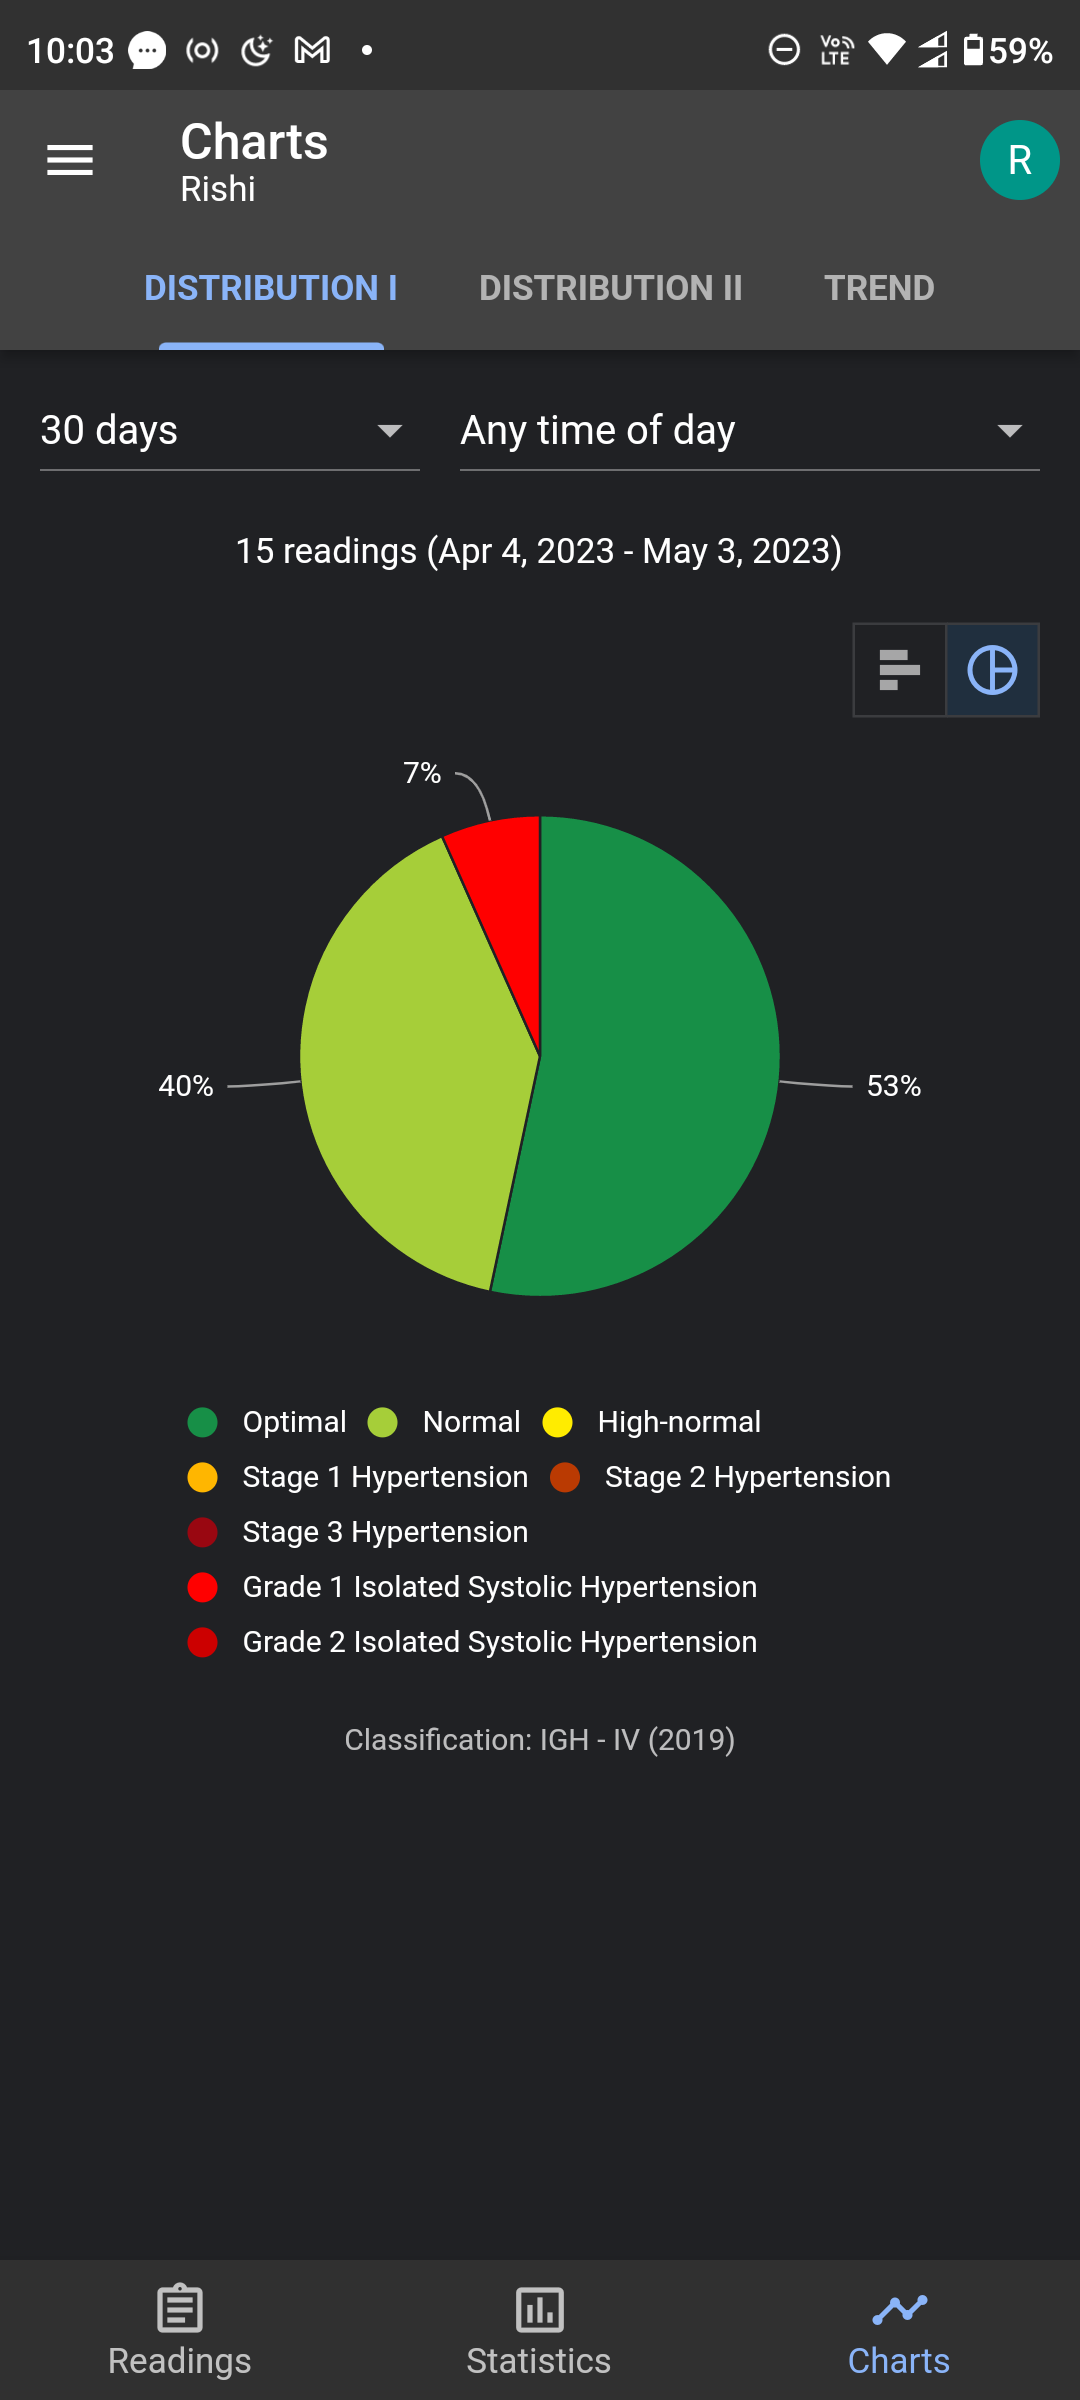 10:03 59%
Vo LTE
Charts
Rishi
R
DISTRIBUTION I DISTRIBUTION II TREND
30 days Any time of day
15 readings (Apr 4, 2023 - May 3, 2023)
7%
40% 53%
Optimal Normal High-normal
Stage 1 Hypertension Stage 2 Hypertension
Stage 3 Hypertension
Grade 1 Isolated Systolic Hypertension
Grade 2 Isolated Systolic Hypertension
Classification: IGH - IV (2019)
Readings Statistics Charts